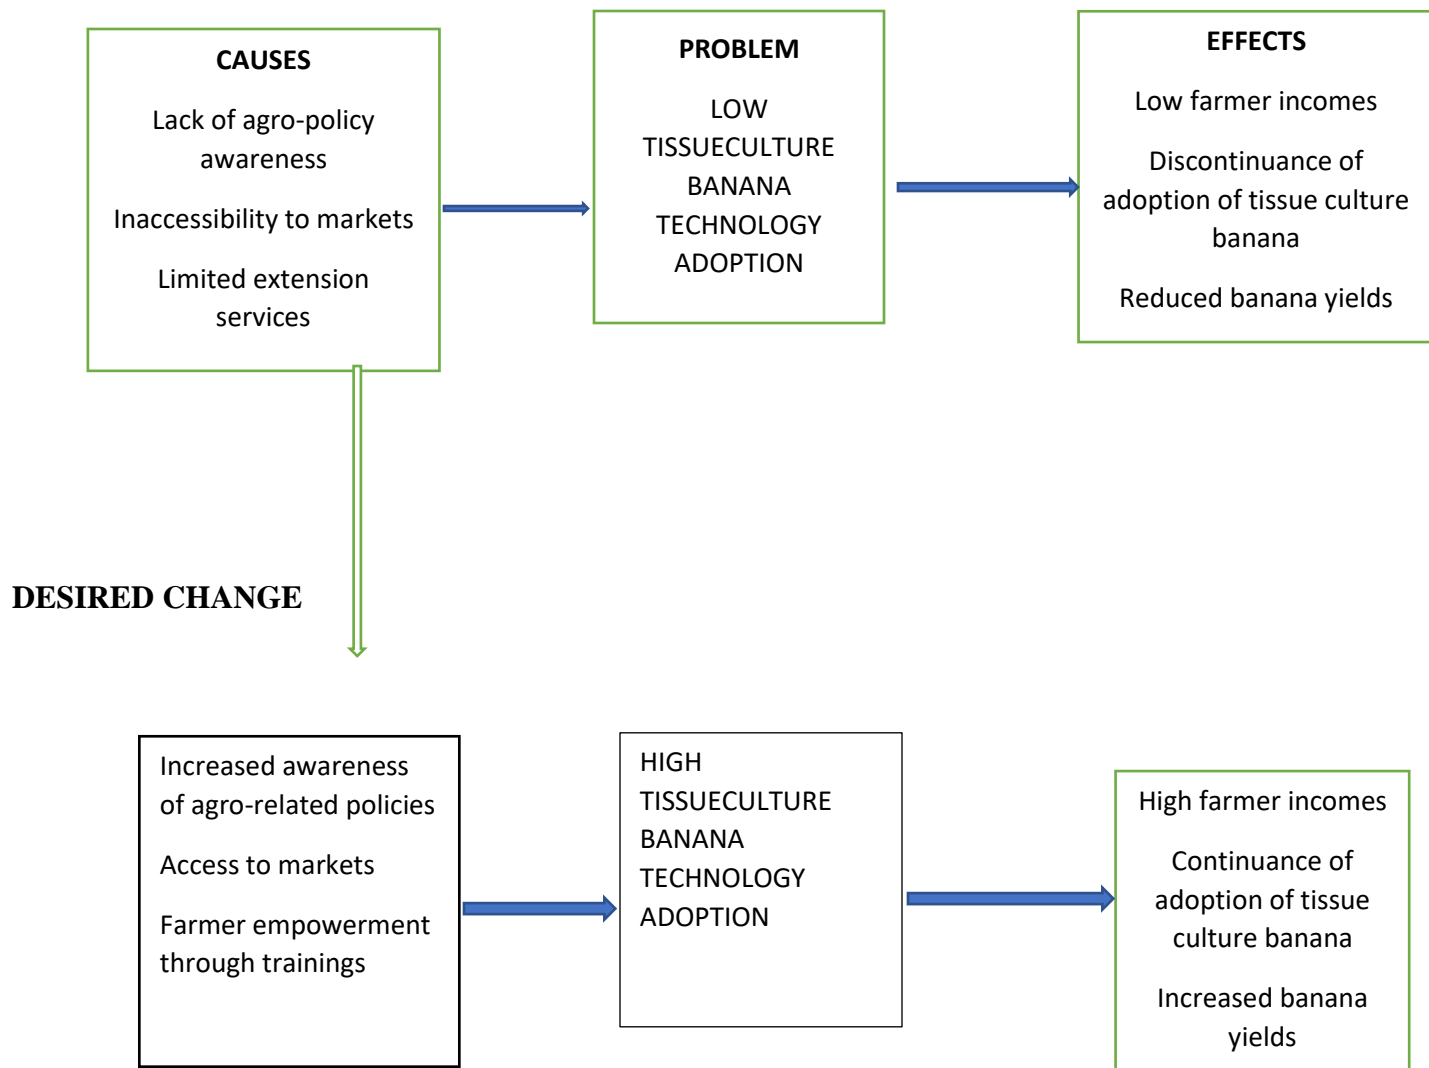 CAUSES
Lack of agro-policy
awareness
Inaccessibility to markets
Limited extension
services
PROBLEM
LOW
TISSUECULTURE
BANANA
TECHNOLOGY
ADOPTION
EFFECTS
Low farmer incomes
Discontinuance of
adoption of tissue culture
banana
Reduced banana yields
DESIRED CHANGE
Increased awareness
of agro-related policies
Access to markets
Farmer empowerment
through trainings
HIGH
TISSUECULTURE
BANANA
TECHNOLOGY
ADOPTION
High farmer incomes
Continuance of
adoption of tissue
culture banana
Increased banana
yields